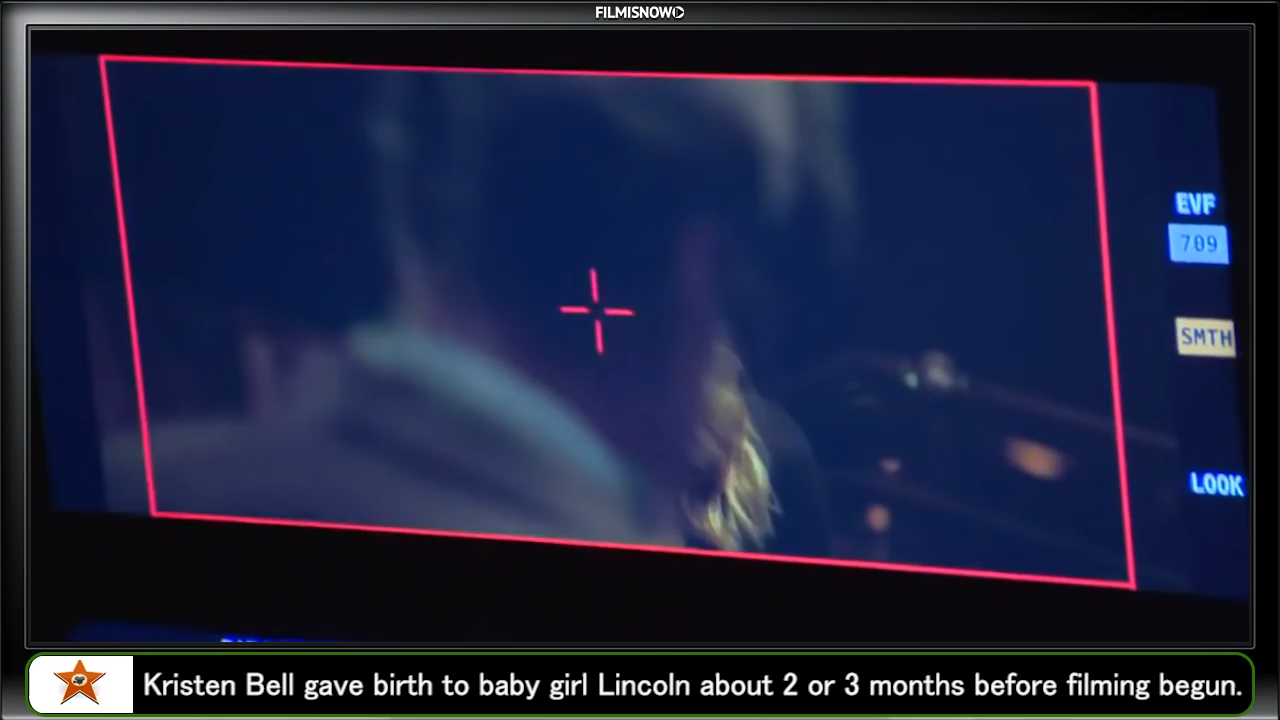 FILMISNOW
EVF
709
SMTH
LOOK
Kristen Bell gave birth to baby girl Lincoln about 2 or 3 months before filming begun.